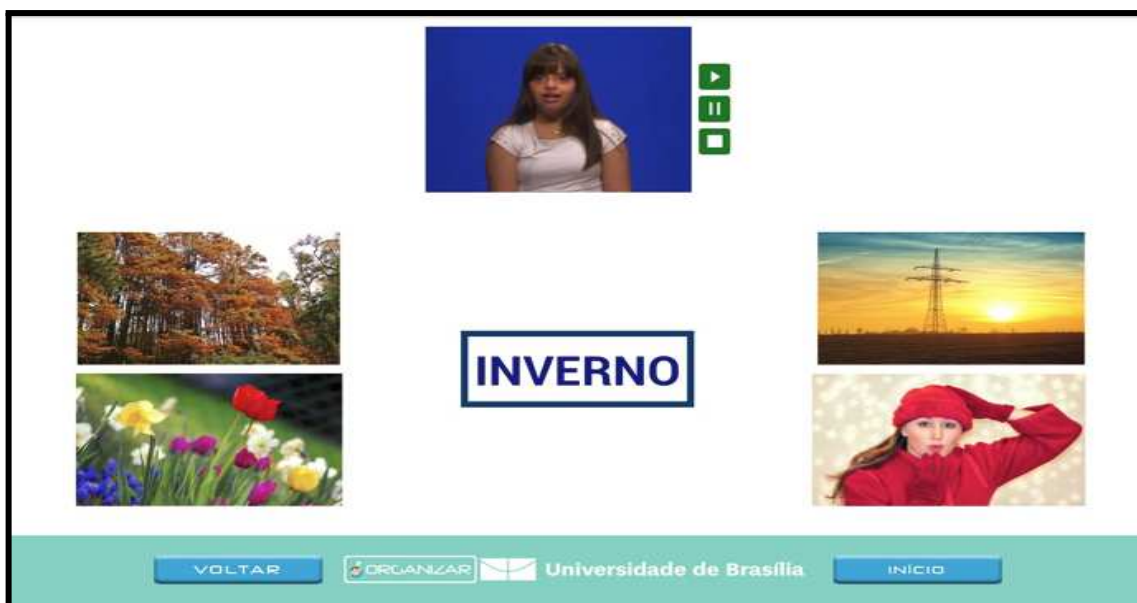 INVERNO
VOLTAR
ORGANIZAR
Universidade de Brasília
INÍCIO